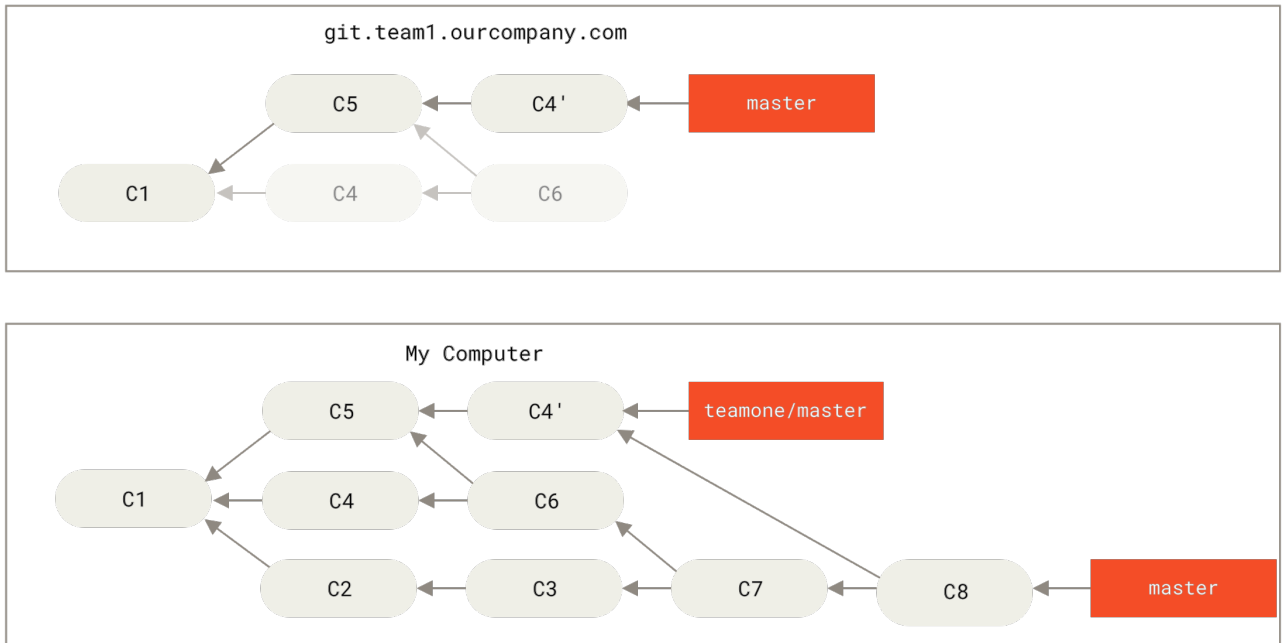 git.team1.ourcompany.com
C5 C4' master
C1 C4 C6
My Computer
C5 C4' teamone/master
C1 C4 C6
C2 C3 C7 C8 master